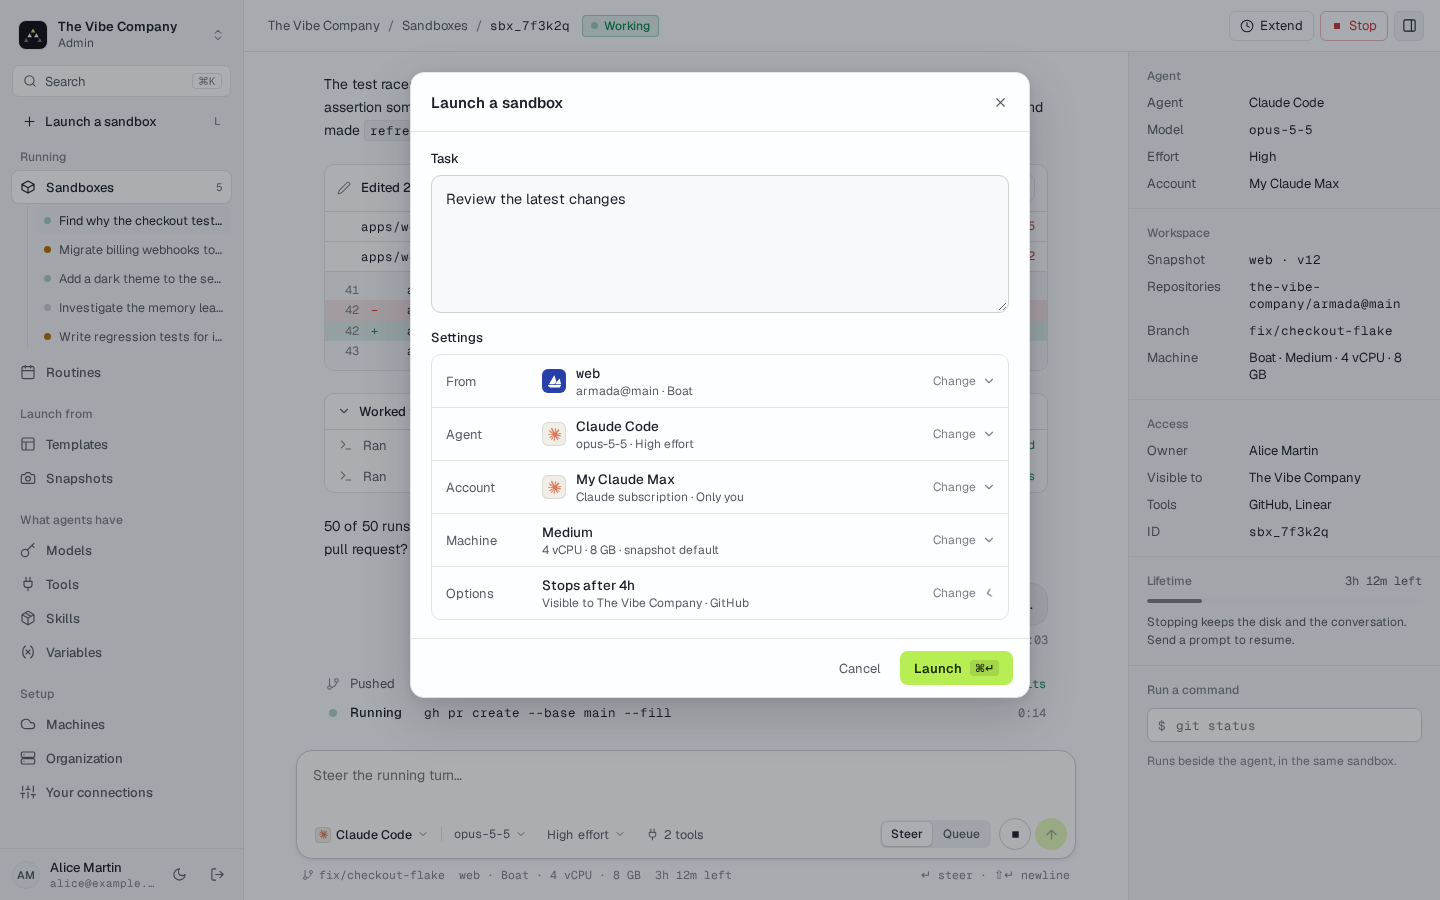 The Vibe Company
Admin
Search
⌘K
Launch a sandbox
L
Running
Sandboxes
5
Find why the checkout test…
Migrate billing webhooks to…
Add a dark theme to the se…
Investigate the memory lea…
Write regression tests for i…
Routines
Launch from
Templates
Snapshots
What agents have
Models
Tools
Skills
Variables
Setup
Machines
Organization
Your connections
AM
Alice Martin
alice@example.…
The Vibe Company / Sandboxes / sbx_7f3k2q
Working
Extend
Stop
The test race
assertion som
made refre
Edited 2
apps/w
apps/w
41
42 −
42 +
43
Worked
Ran
Ran
50 of 50 runs
pull request?
:03
Pushed
Running gh pr create --base main --fill
0:14
Launch a sandbox
Task
Review the latest changes
Settings
From
web
armada@main · Boat
Change
Agent
Claude Code
opus-5-5 · High effort
Change
Account
My Claude Max
Claude subscription · Only you
Change
Machine
Medium
4 vCPU · 8 GB · snapshot default
Change
Options
Stops after 4h
Visible to The Vibe Company · GitHub
Change
Cancel
Launch ⌘↵
Steer the running turn…
Claude Code
opus-5-5
High effort
2 tools
Steer
Queue
fix/checkout-flake web · Boat · 4 vCPU · 8 GB 3h 12m left
↵ steer · ⇧↵ newline
Agent
Agent Claude Code
Model opus-5-5
Effort High
Account My Claude Max
Workspace
Snapshot web · v12
Repositories the-vibe-
company/armada@main
Branch fix/checkout-flake
Machine Boat · Medium · 4 vCPU · 8
GB
Access
Owner Alice Martin
Visible to The Vibe Company
Tools GitHub, Linear
ID sbx_7f3k2q
Lifetime 3h 12m left
Stopping keeps the disk and the conversation.
Send a prompt to resume.
Run a command
$ git status
Runs beside the agent, in the same sandbox.